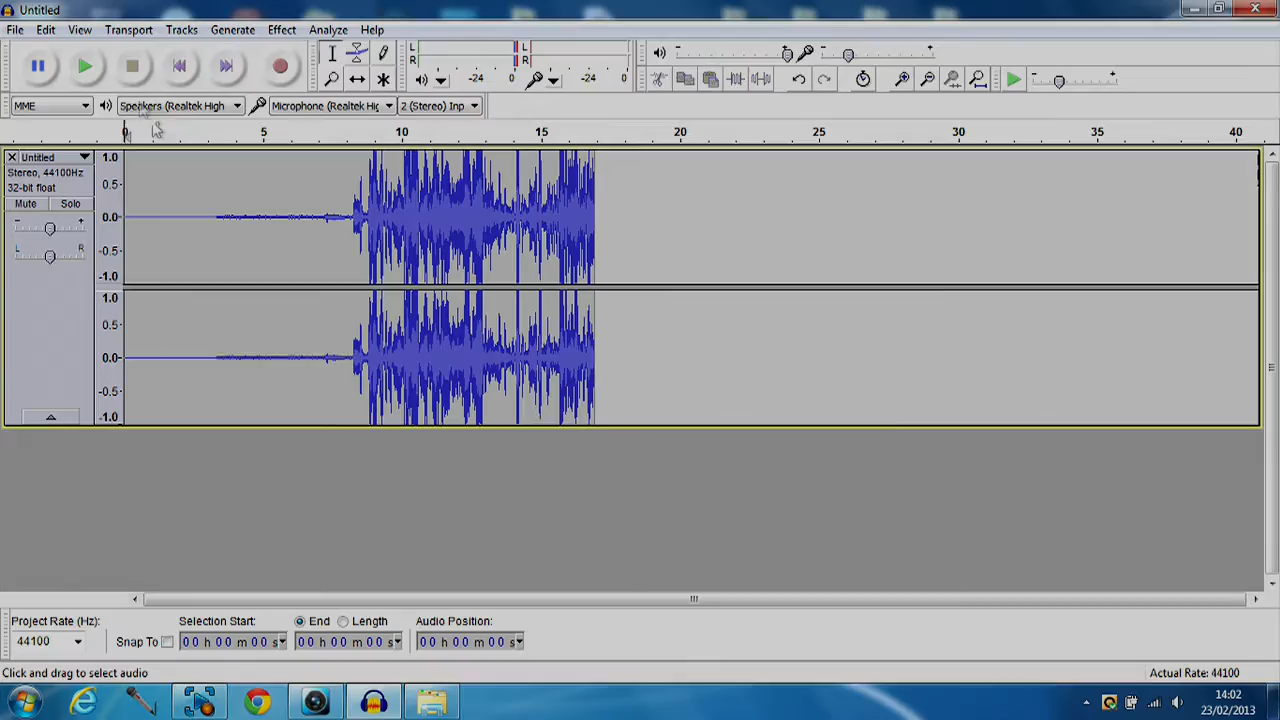 Untitled
File Edit View Transport Tracks Generate Effect Analyze Help
L R -24 0 L R -24 0
MME Speakers (Realtek High Microphone (Realtek Hig 2 (Stereo) Inp
0 5 10 15 20 25 30 35 40
Untitled
Stereo, 44100Hz
32-bit float
Mute Solo
- +
L R
1.0
0.5-
0.0-
-0.5-
-1.0
1.0
0.5-
0.0-
-0.5-
-1.0
Project Rate (Hz): Selection Start: End Length Audio Position:
44100 Snap To 00 h 00 m 00 s 00 h 00 m 00 s 00 h 00 m 00 s
Click and drag to select audio Actual Rate: 44100
14:02
23/02/2013